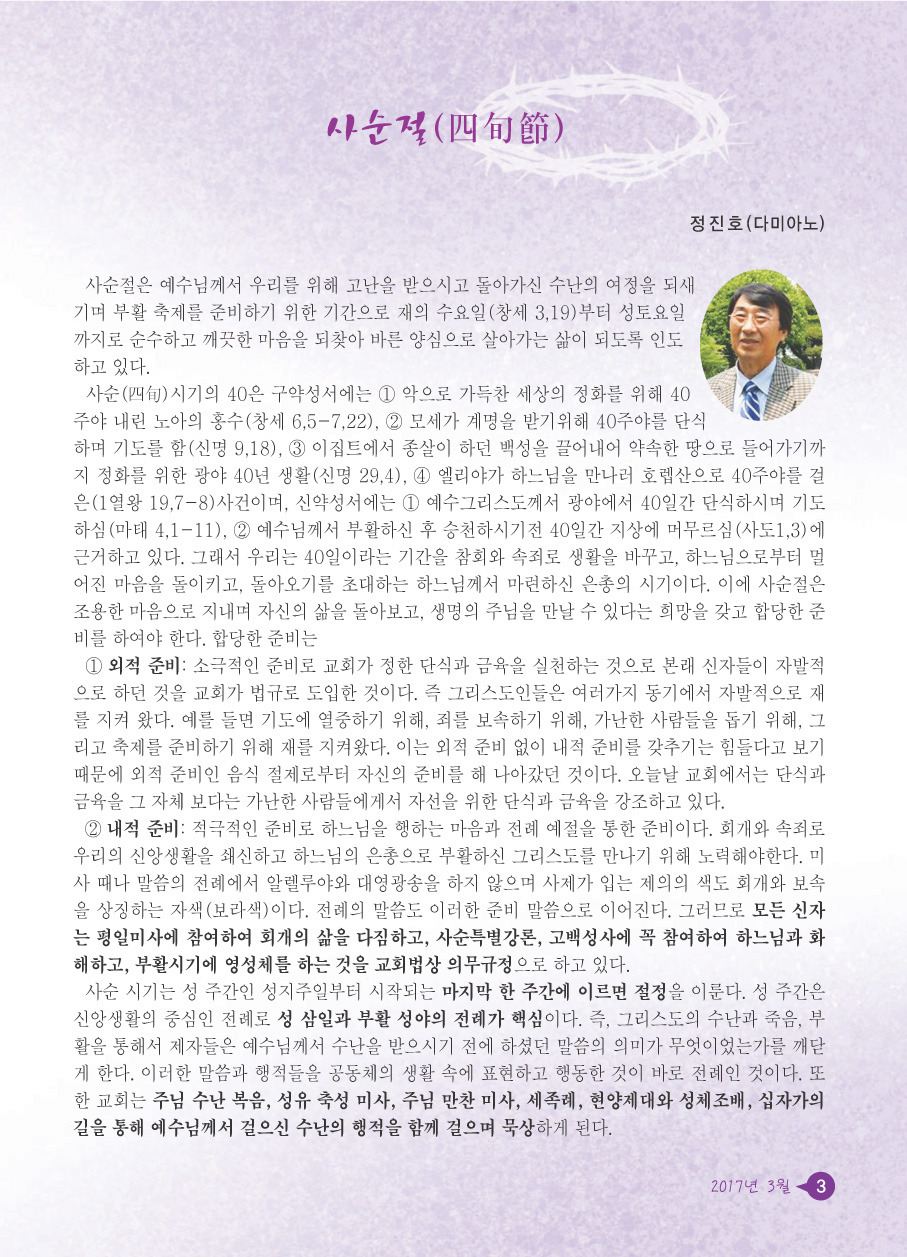 사순절(四旬節)
정진호(다미아노)
사순절은 예수님께서 우리를 위해 고난을 받으시고 돌아가신 수난의 여정을 되새
기며 부활 축제를 준비하기 위한 기간으로 재의 수요일(창세 3,19)부터 성토요일
까지로 순수하고 깨끗한 마음을 되찾아 바른 양심으로 살아가는 삶이 되도록 인도
하고 있다.
사순(四旬)시기의 40은 구약성서에는 ① 악으로 가득찬 세상의 정화를 위해 40
주야 내린 노아의 홍수(창세 6,5-7,22), ② 모세가 계명을 받기위해 40주야를 단식
하며 기도를 함(신명 9,18), ③ 이집트에서 종살이 하던 백성을 끌어내어 약속한 땅으로 들어가기까
지 정화를 위한 광야 40년 생활(신명 29,4), ④ 엘리야가 하느님을 만나러 호렙산으로 40주야를 걸
은(1열왕 19,7-8)사건이며, 신약성서에는 ① 예수그리스도께서 광야에서 40일간 단식하시며 기도
하심(마태 4,1-11), ② 예수님께서 부활하신 후 승천하시기전 40일간 지상에 머무르심(사도1,3)에
근거하고 있다. 그래서 우리는 40일이라는 기간을 참회와 속죄로 생활을 바꾸고, 하느님으로부터 멀
어진 마음을 돌이키고, 돌아오기를 초대하는 하느님께서 마련하신 은총의 시기이다. 이에 사순절은
조용한 마음으로 지내며 자신의 삶을 돌아보고, 생명의 주님을 만날 수 있다는 희망을 갖고 합당한 준
비를 하여야 한다. 합당한 준비는
① 외적 준비: 소극적인 준비로 교회가 정한 단식과 금육을 실천하는 것으로 본래 신자들이 자발적
으로 하던 것을 교회가 법규로 도입한 것이다. 즉 그리스도인들은 여러가지 동기에서 자발적으로 재
를 지켜 왔다. 예를 들면 기도에 열중하기 위해, 죄를 보속하기 위해, 가난한 사람들을 돕기 위해, 그
리고 축제를 준비하기 위해 재를 지켜왔다. 이는 외적 준비 없이 내적 준비를 갖추기는 힘들다고 보기
때문에 외적 준비인 음식 절제로부터 자신의 준비를 해 나아갔던 것이다. 오늘날 교회에서는 단식과
금육을 그 자체 보다는 가난한 사람들에게서 자선을 위한 단식과 금육을 강조하고 있다.
② 내적 준비: 적극적인 준비로 하느님을 행하는 마음과 전례 예절을 통한 준비이다. 회개와 속죄로
우리의 신앙생활을 쇄신하고 하느님의 은총으로 부활하신 그리스도를 만나기 위해 노력해야한다. 미
사 때나 말씀의 전례에서 알렐루야와 대영광송을 하지 않으며 사제가 입는 제의의 색도 회개와 보속
을 상징하는 자색(보라색)이다. 전례의 말씀도 이러한 준비 말씀으로 이어진다. 그러므로 모든 신자
는 평일미사에 참여하여 회개의 삶을 다짐하고, 사순특별강론, 고백성사에 꼭 참여하여 하느님과 화
해하고, 부활시기에 영성체를 하는 것을 교회법상 의무규정으로 하고 있다.
사순 시기는 성 주간인 성지주일부터 시작되는 마지막 한 주간에 이르면 절정을 이룬다. 성 주간은
신앙생활의 중심인 전례로 성 삼일과 부활 성야의 전례가 핵심이다. 즉, 그리스도의 수난과 죽음, 부
활을 통해서 제자들은 예수님께서 수난을 받으시기 전에 하셨던 말씀의 의미가 무엇이었는가를 깨닫
게 한다. 이러한 말씀과 행적들을 공동체의 생활 속에 표현하고 행동한 것이 바로 전례인 것이다. 또
한 교회는 주님 수난 복음, 성유 축성 미사, 주님 만찬 미사, 세족례, 현양제대와 성체조배, 십자가의
길을 통해 예수님께서 걸으신 수난의 행적을 함께 걸으며 묵상하게 된다.
2017년 3월 3